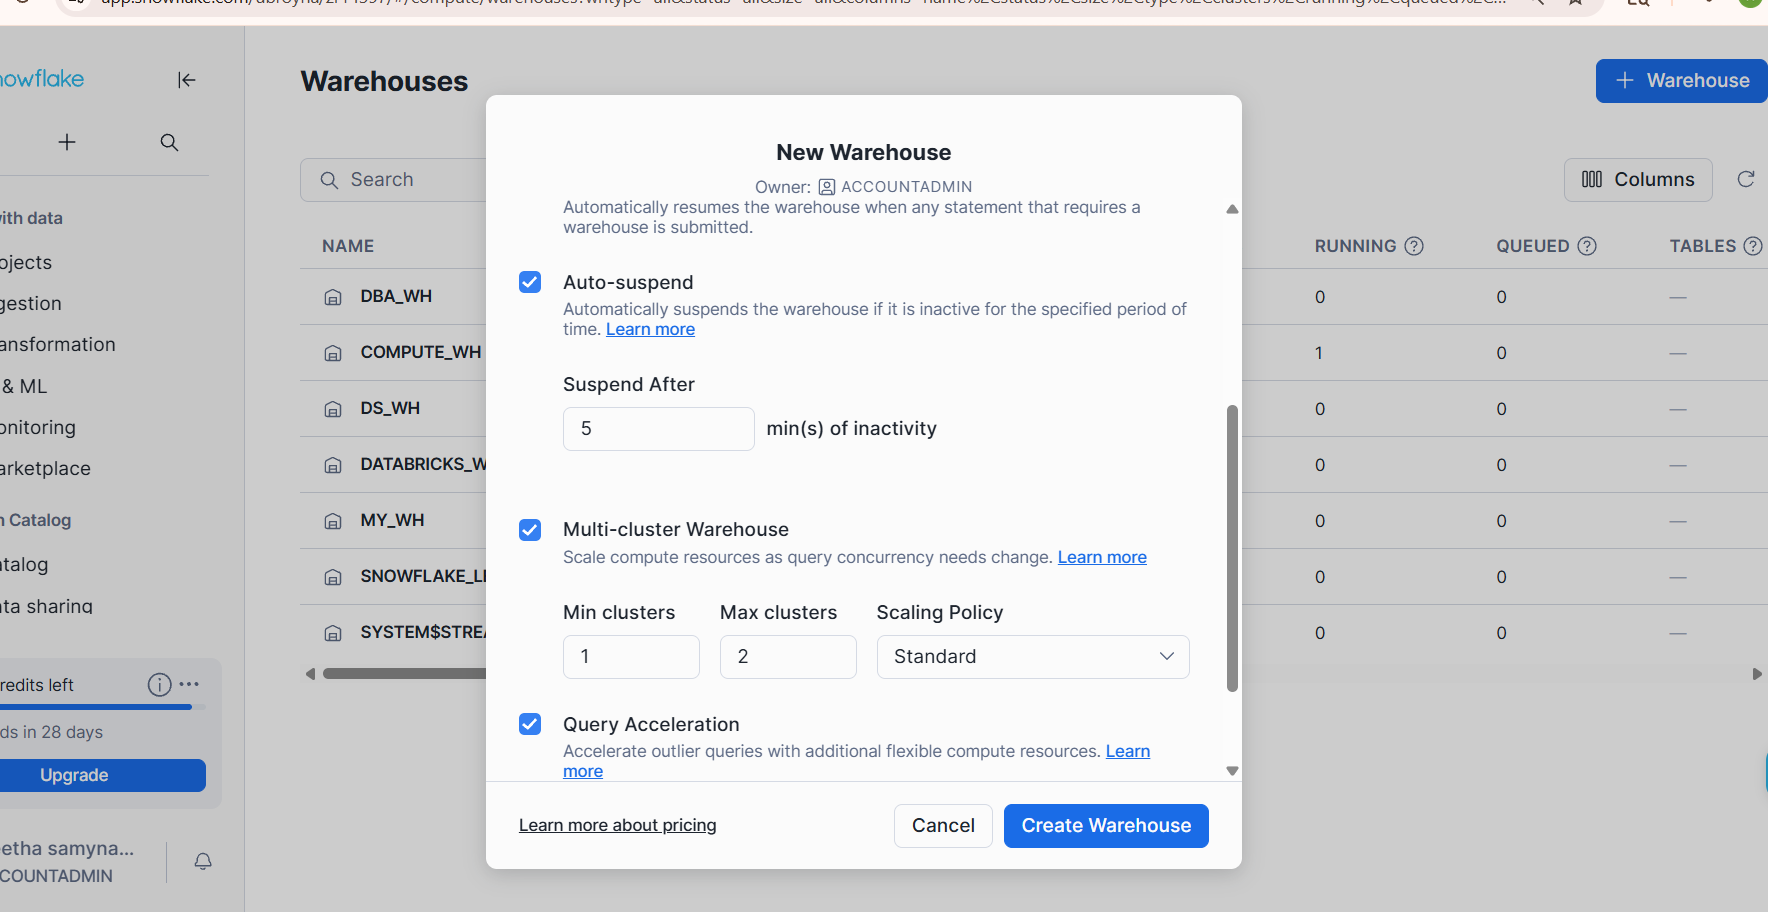 nowflake
Warehouses
Warehouse
Search
Columns
NAME
RUNNING
QUEUED
TABLES
DBA_WH
0
0
—
COMPUTE_WH
1
0
—
DS_WH
0
0
—
DATABRICKS_W
0
0
—
MY_WH
0
0
—
SNOWFLAKE_LE
0
0
—
SYSTEM$STREA
0
0
—
ith data
ojects
gestion
ansformation
& ML
onitoring
arketplace
n Catalog
atalog
ata sharing
redits left
ds in 28 days
Upgrade
etha samyna...
COUNTADMIN
New Warehouse
Owner: ACCOUNTADMIN
Automatically resumes the warehouse when any statement that requires a
warehouse is submitted.
Auto-suspend
Automatically suspends the warehouse if it is inactive for the specified period of
time. Learn more
Suspend After
5 min(s) of inactivity
Multi-cluster Warehouse
Scale compute resources as query concurrency needs change. Learn more
Min clusters Max clusters Scaling Policy
1 2 Standard
Query Acceleration
Accelerate outlier queries with additional flexible compute resources. Learn
more
Learn more about pricing
Cancel
Create Warehouse